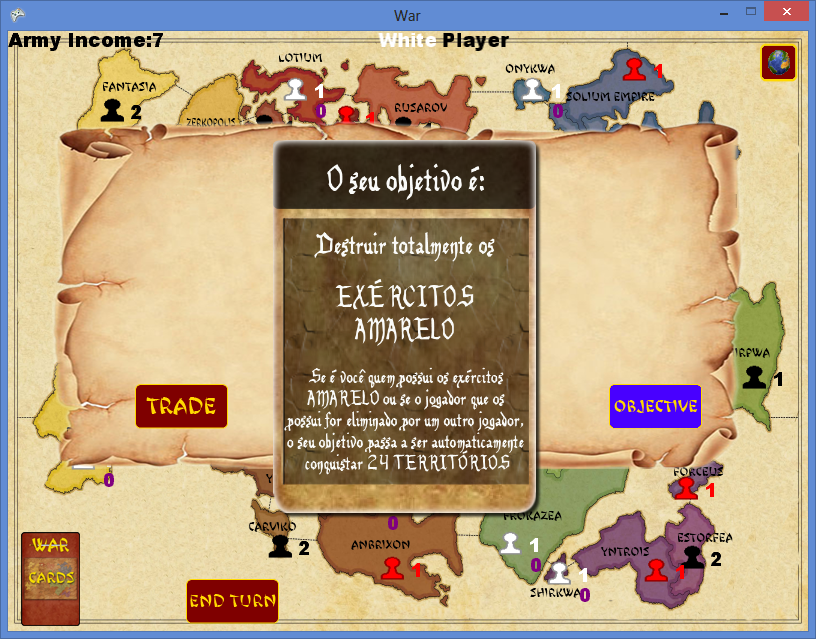 War
Army Income:7
White Player
LOTIUM
FANTASIA
ONYKWA
1
1
1
SOLIUM EMPIRE
2
0
RUSAROV
0
ZERKOPOLIS
1
O seu objetivo é:
Destruir totalmente os
EXÉRCITOS
AMARELO
Se é você quem possui os exércitos
AMARELO ou se o jogador que os
possui for eliminado por um outro jogador,
o seu objetivo passa a ser automaticamente
conquistar 24 TERRITÓRIOS
IRPWA
1
TRADE
OBJECTIVE
0
FORCEUS
1
CARVIKO
2
0
ANBRIXON
1
PROKAZEA
1
0
SHIRKWA
1
0
YNTROIS
1
ESTORFEA
2
WAR
CARDS
END TURN